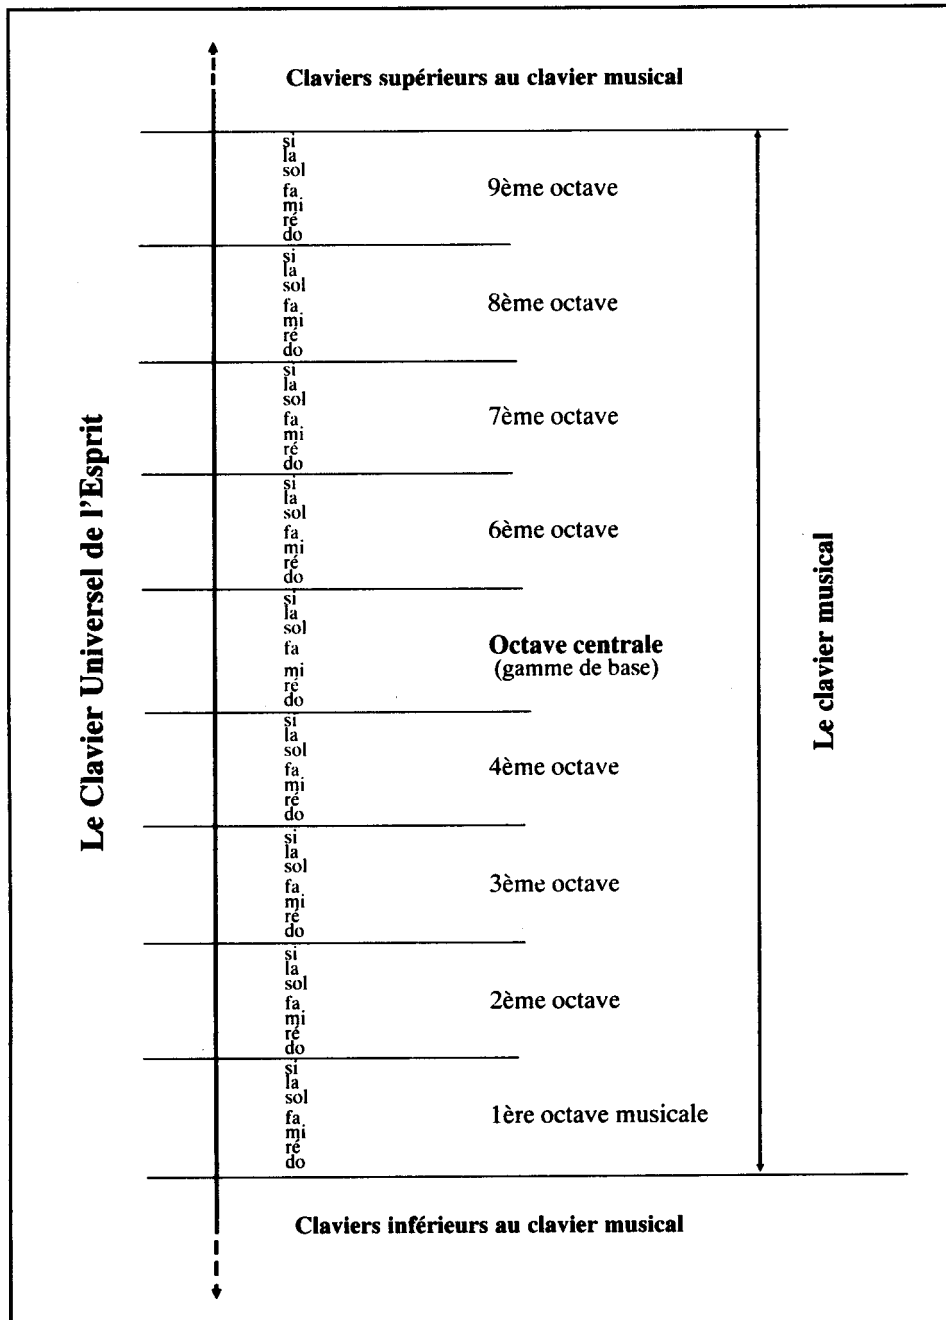 Claviers supérieurs au clavier musical
si
la
sol
fa
mi
ré
do
9ème octave
si
la
sol
fa
mi
ré
do
8ème octave
si
la
sol
fa
mi
ré
do
7ème octave
si
la
sol
fa
mi
ré
do
6ème octave
si
la
sol
fa
mi
ré
do
Octave centrale
(gamme de base)
si
la
sol
fa
mi
ré
do
4ème octave
si
la
sol
fa
mi
ré
do
3ème octave
si
la
sol
fa
mi
ré
do
2ème octave
si
la
sol
fa
mi
ré
do
1ère octave musicale
Claviers inférieurs au clavier musical
Le Clavier Universel de l'Esprit
Le clavier musical